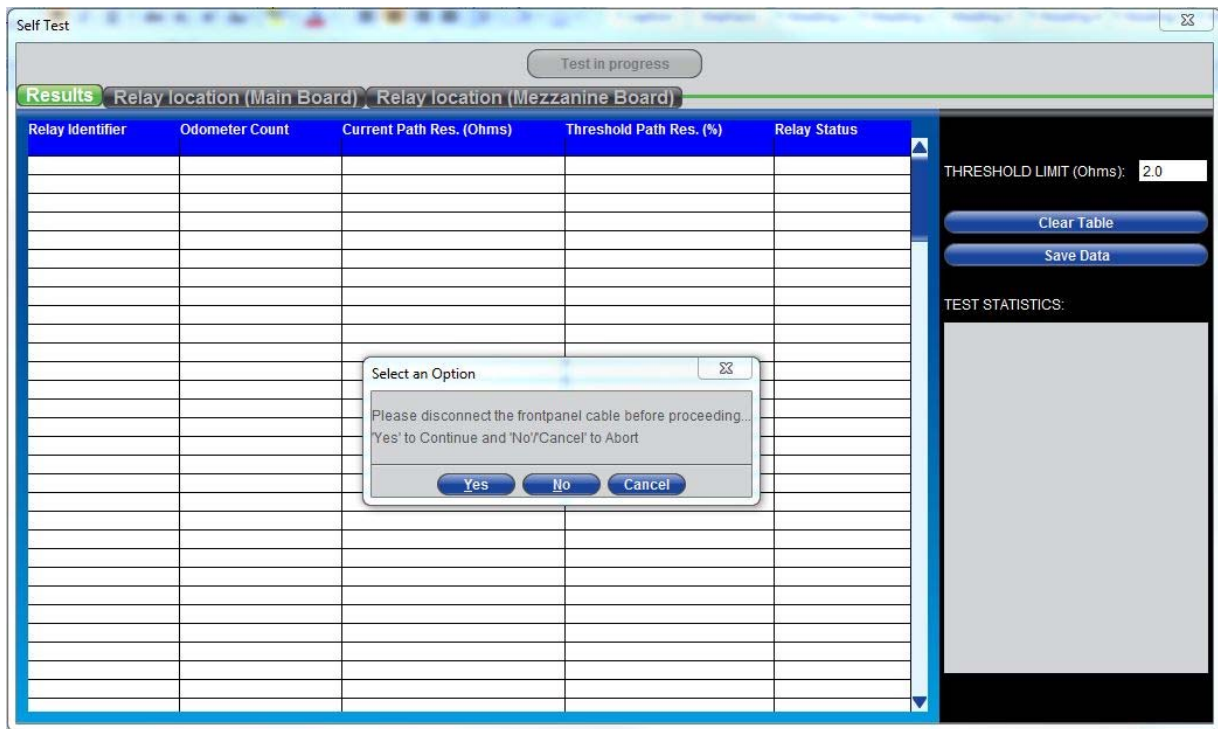 Self Test
Test in progress
Results Relay location (Main Board) Relay location (Mezzanine Board)
Relay Identifier Odometer Count Current Path Res. (Ohms) Threshold Path Res. (%) Relay Status
THRESHOLD LIMIT (Ohms): 2.0
Clear Table
Save Data
TEST STATISTICS:
Select an Option
Please disconnect the frontpanel cable before proceeding...
'Yes' to Continue and 'No'/'Cancel' to Abort
Yes No Cancel